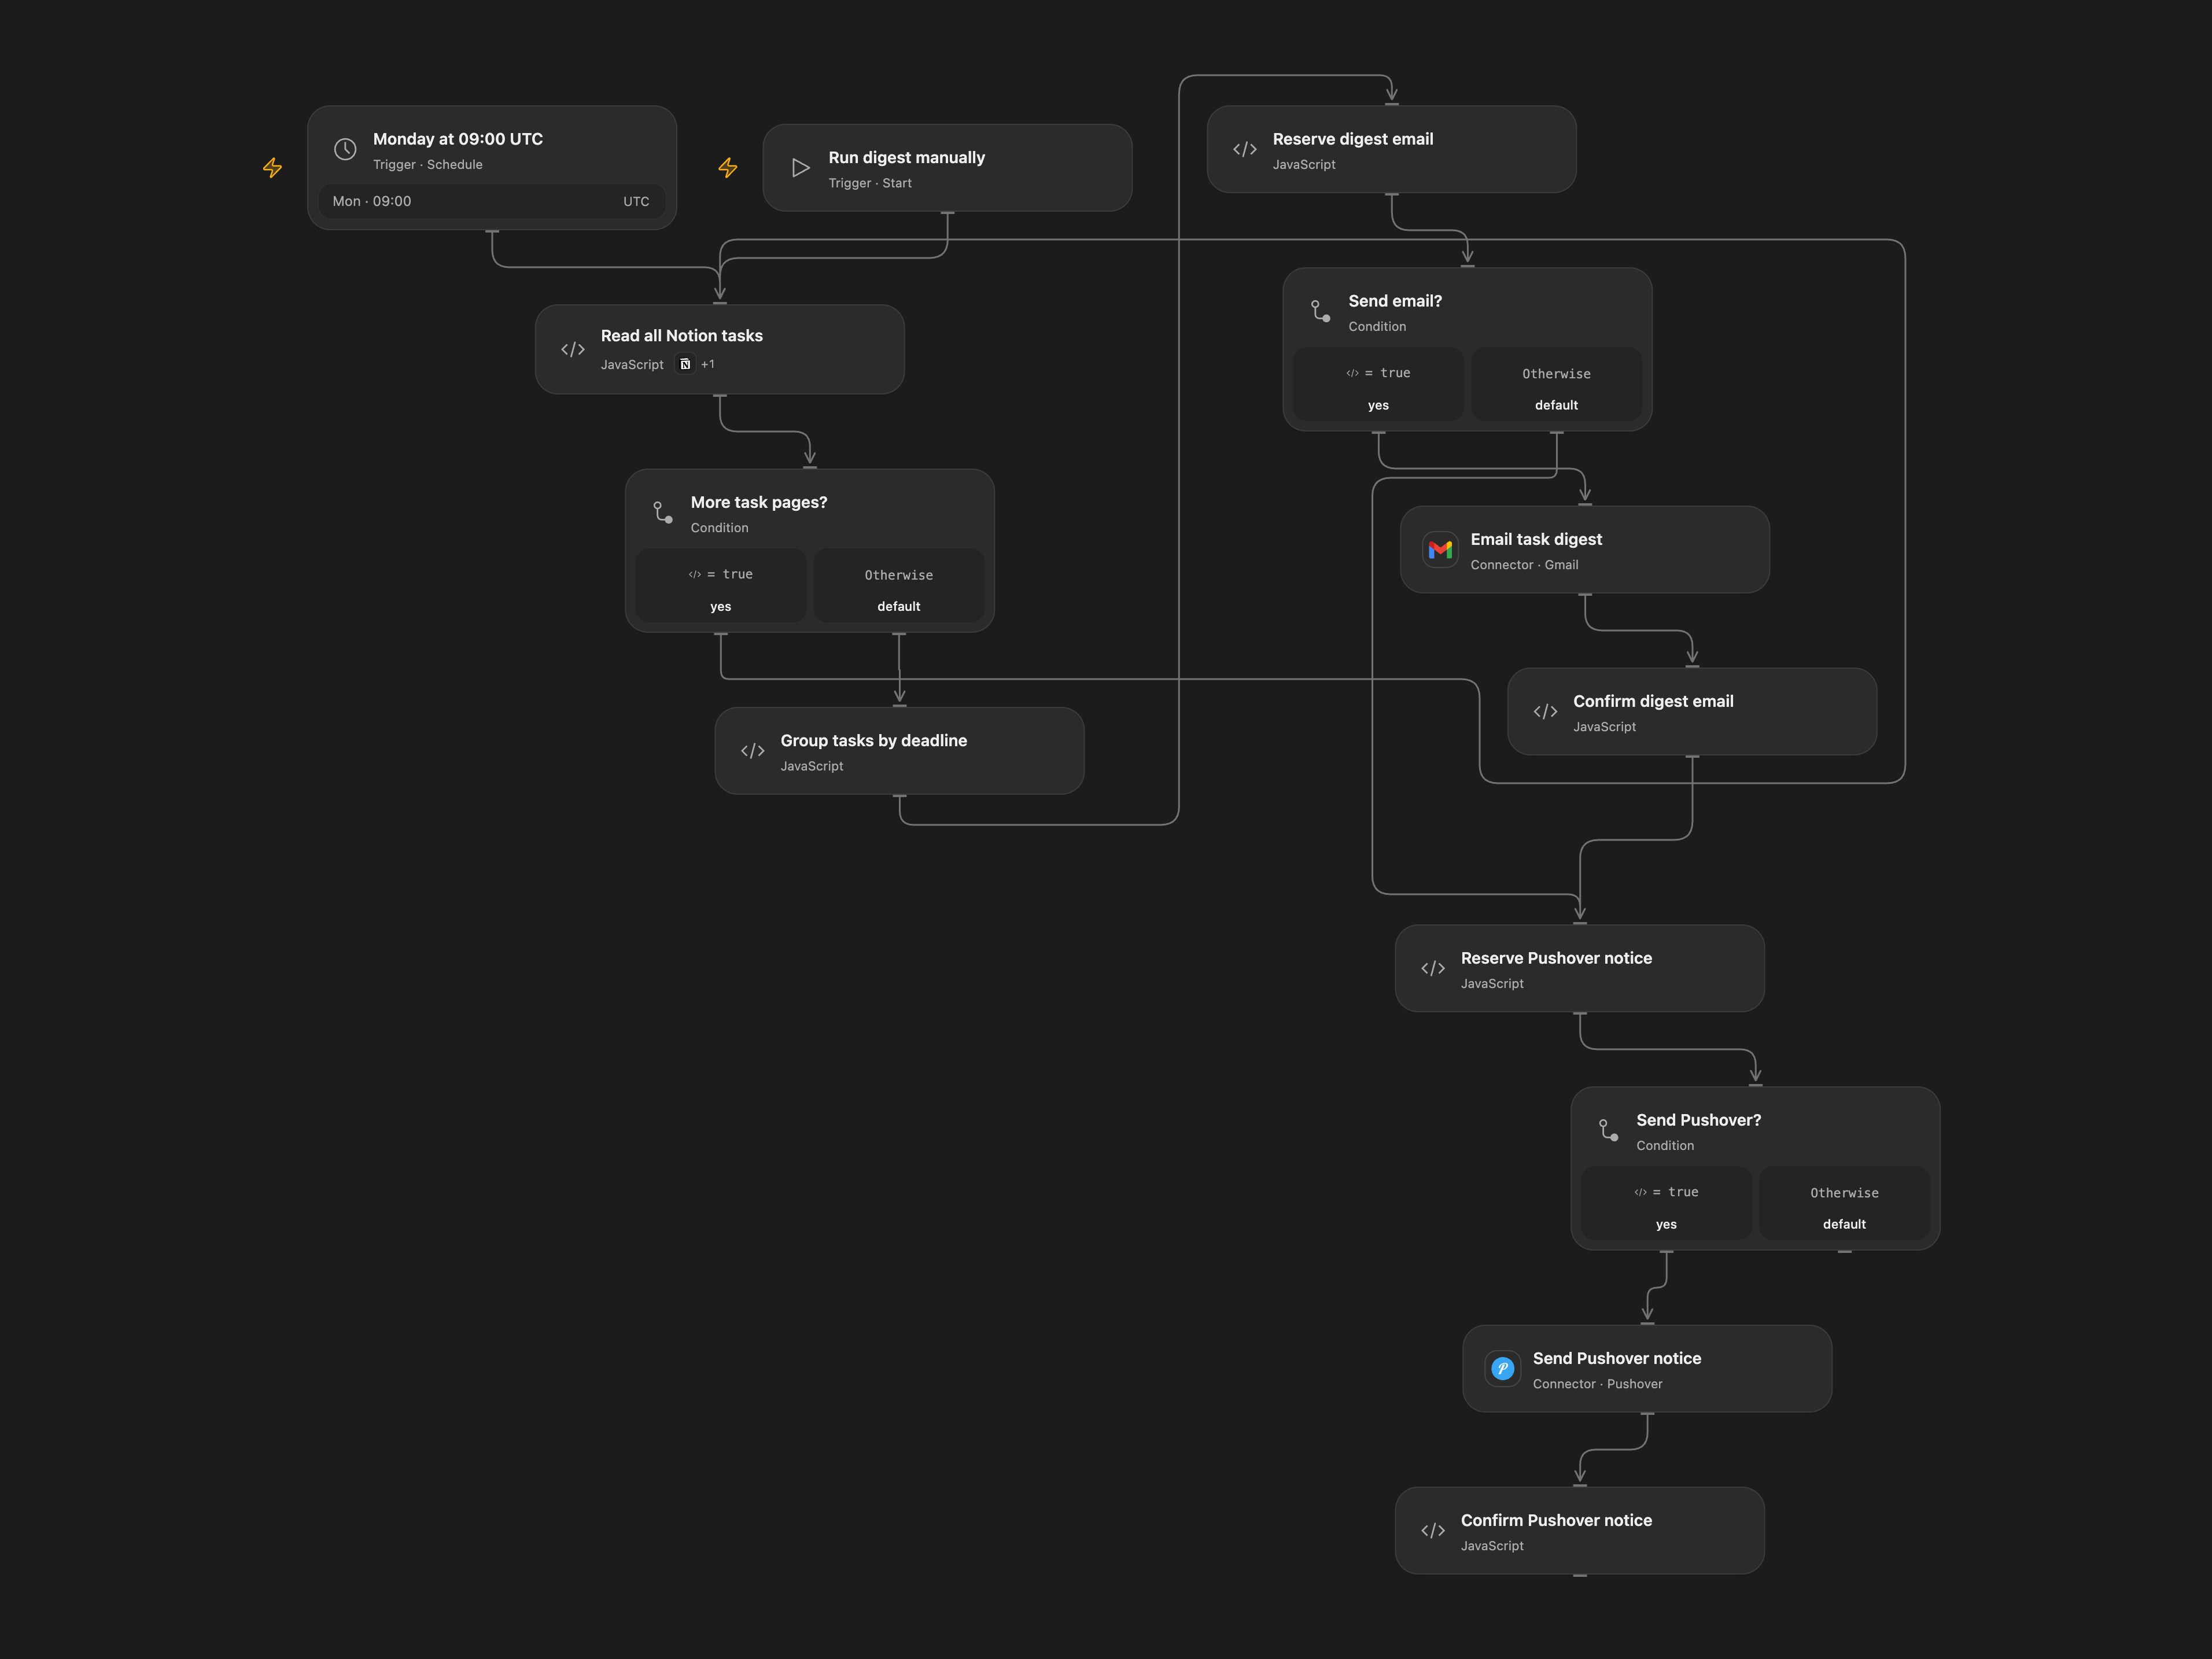 Monday at 09:00 UTC
Trigger · Schedule
Mon · 09:00
UTC
Run digest manually
Trigger · Start
Read all Notion tasks
JavaScript
+1
More task pages?
Condition
</> = true
yes
Otherwise
default
Group tasks by deadline
JavaScript
Reserve digest email
JavaScript
Send email?
Condition
</> = true
yes
Otherwise
default
Email task digest
Connector · Gmail
Confirm digest email
JavaScript
Reserve Pushover notice
JavaScript
Send Pushover?
Condition
</> = true
yes
Otherwise
default
Send Pushover notice
Connector · Pushover
Confirm Pushover notice
JavaScript